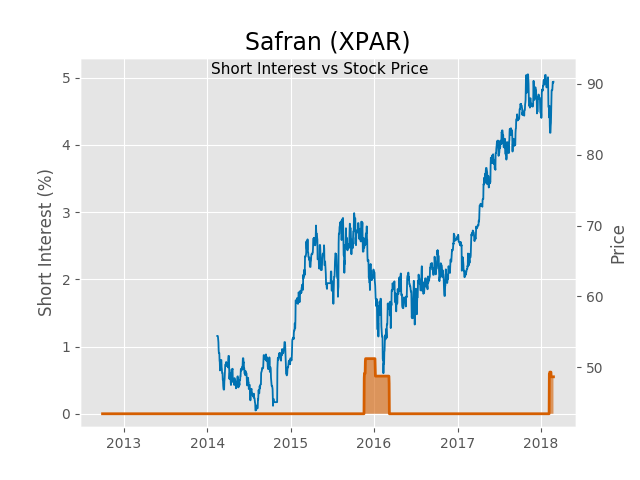 Safran (XPAR)
Short Interest vs Stock Price
Short Interest (%)
5
4
3
2
1
0
90
80
70
60
50
Price
2013 2014 2015 2016 2017 2018